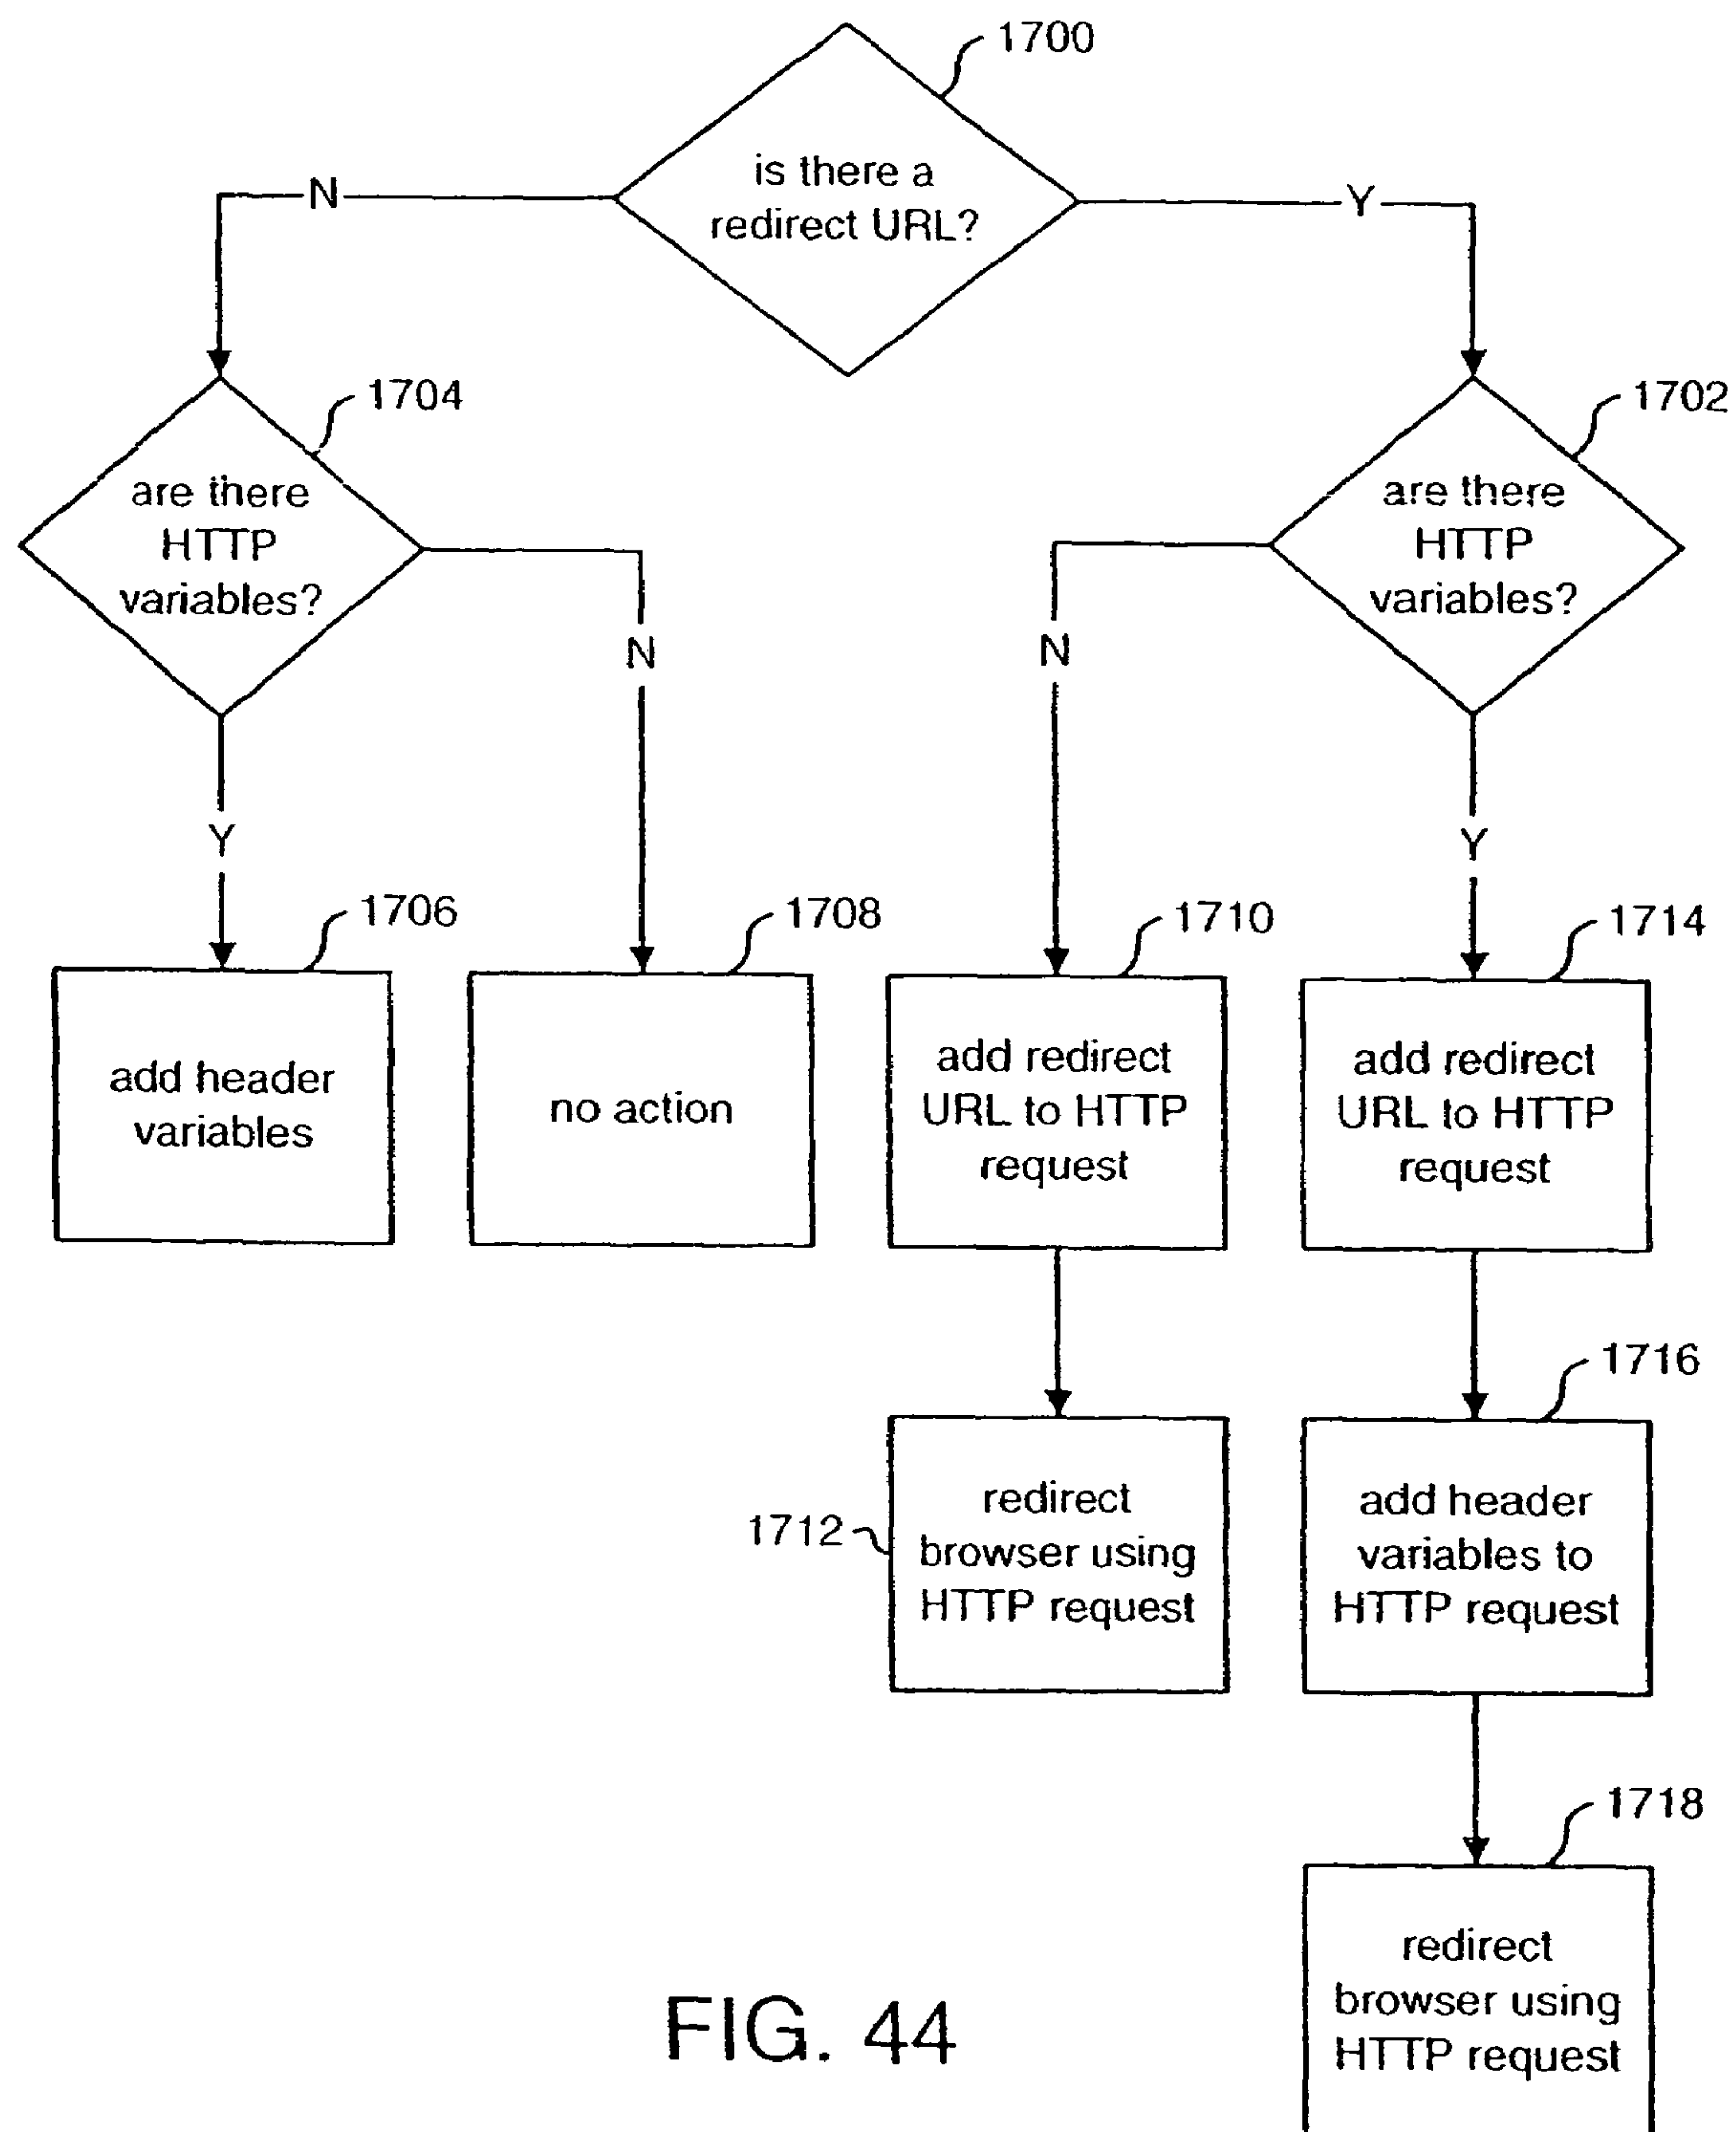 1700
is there a
redirect URL?
N
Y
1704
1702
are there
HTTP
variables?
are there
HTTP
variables?
N
N
Y
Y
1706
1708
1710
1714
add header
variables
no action
add redirect
URL to HTTP
request
add redirect
URL to HTTP
request
1716
1712
redirect
browser using
HTTP request
add header
variables to
HTTP request
1718
redirect
browser using
HTTP request
FIG. 44